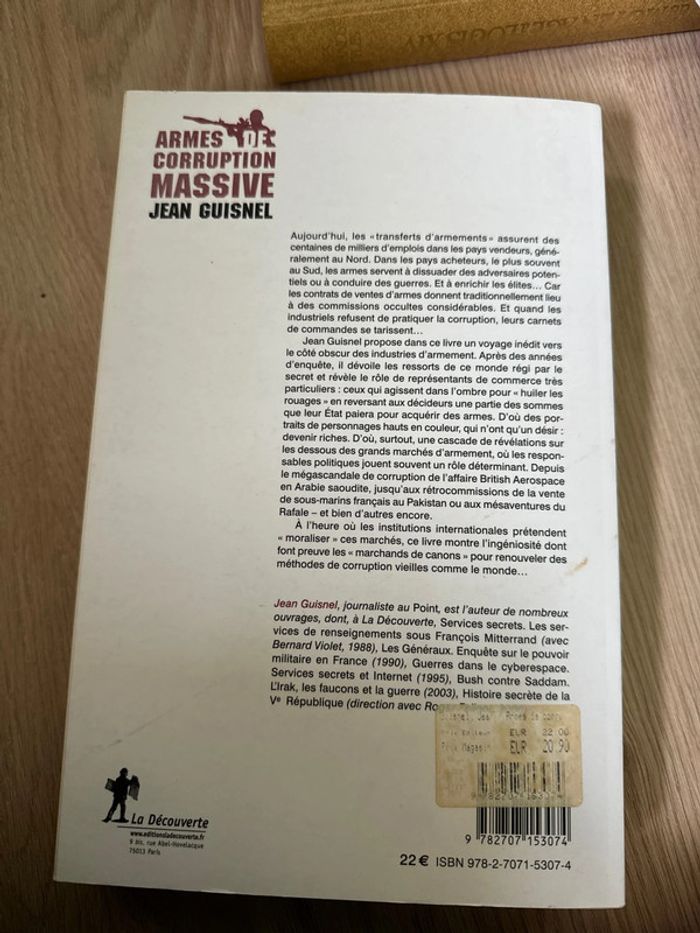 ARMES DE
CORRUPTION
MASSIVE
JEAN GUISNEL
Aujourd'hui, les « transferts d'armements » assurent des
centaines de milliers d'emplois dans les pays vendeurs, géné-
ralement au Nord. Dans les pays acheteurs, le plus souvent
au Sud, les armes servent à dissuader des adversaires poten-
tiels ou à conduire des guerres. Et à enrichir les élites... Car
les contrats de ventes d'armes donnent traditionnellement lieu
à des commissions occultes considérables. Et quand les
industriels refusent de pratiquer la corruption, leurs carnets
de commandes se tarissent...
Jean Guisnel propose dans ce livre un voyage inédit vers
le côté obscur des industries d'armement. Après des années
d'enquête, il dévoile les ressorts de ce monde régi par le
secret et révèle le rôle de représentants de commerce très
particuliers : ceux qui agissent dans l'ombre pour « huiler les
rouages » en reversant aux décideurs une partie des sommes
que leur État paiera pour acquérir des armes. D'où des por-
traits de personnages hauts en couleur, qui n'ont qu'un désir :
devenir riches. D'où, surtout, une cascade de révélations sur
les dessous des grands marchés d'armement, où les respon-
sables politiques jouent souvent un rôle déterminant. Depuis
le mégascandale de corruption de l'affaire British Aerospace
en Arabie saoudite, jusqu'aux rétrocommissions de la vente
de sous-marins français au Pakistan ou aux mésaventures du
Rafale – et bien d'autres encore.
À l'heure où les institutions internationales prétendent
« moraliser » ces marchés, ce livre montre l'ingéniosité dont
font preuve les « marchands de canons » pour renouveler des
méthodes de corruption vieilles comme le monde...
Jean Guisnel, journaliste au Point, est l'auteur de nombreux
ouvrages, dont, à La Découverte, Services secrets. Les ser-
vices de renseignements sous François Mitterrand (avec
Bernard Violet, 1988), Les Généraux. Enquête sur le pouvoir
militaire en France (1990), Guerres dans le cyberespace.
Services secrets et Internet (1995), Bush contre Saddam.
L'Irak, les faucons et la guerre (2003), Histoire secrète de la
Ve République (direction avec
EUR 22.00
Prix Magasin EUR 20.90
La Découverte
www.editionsladecouverte.fr
9 bis, rue Abel-Hovelacque
75013 Paris
9 782707 153074
22 € ISBN 978-2-7071-5307-4